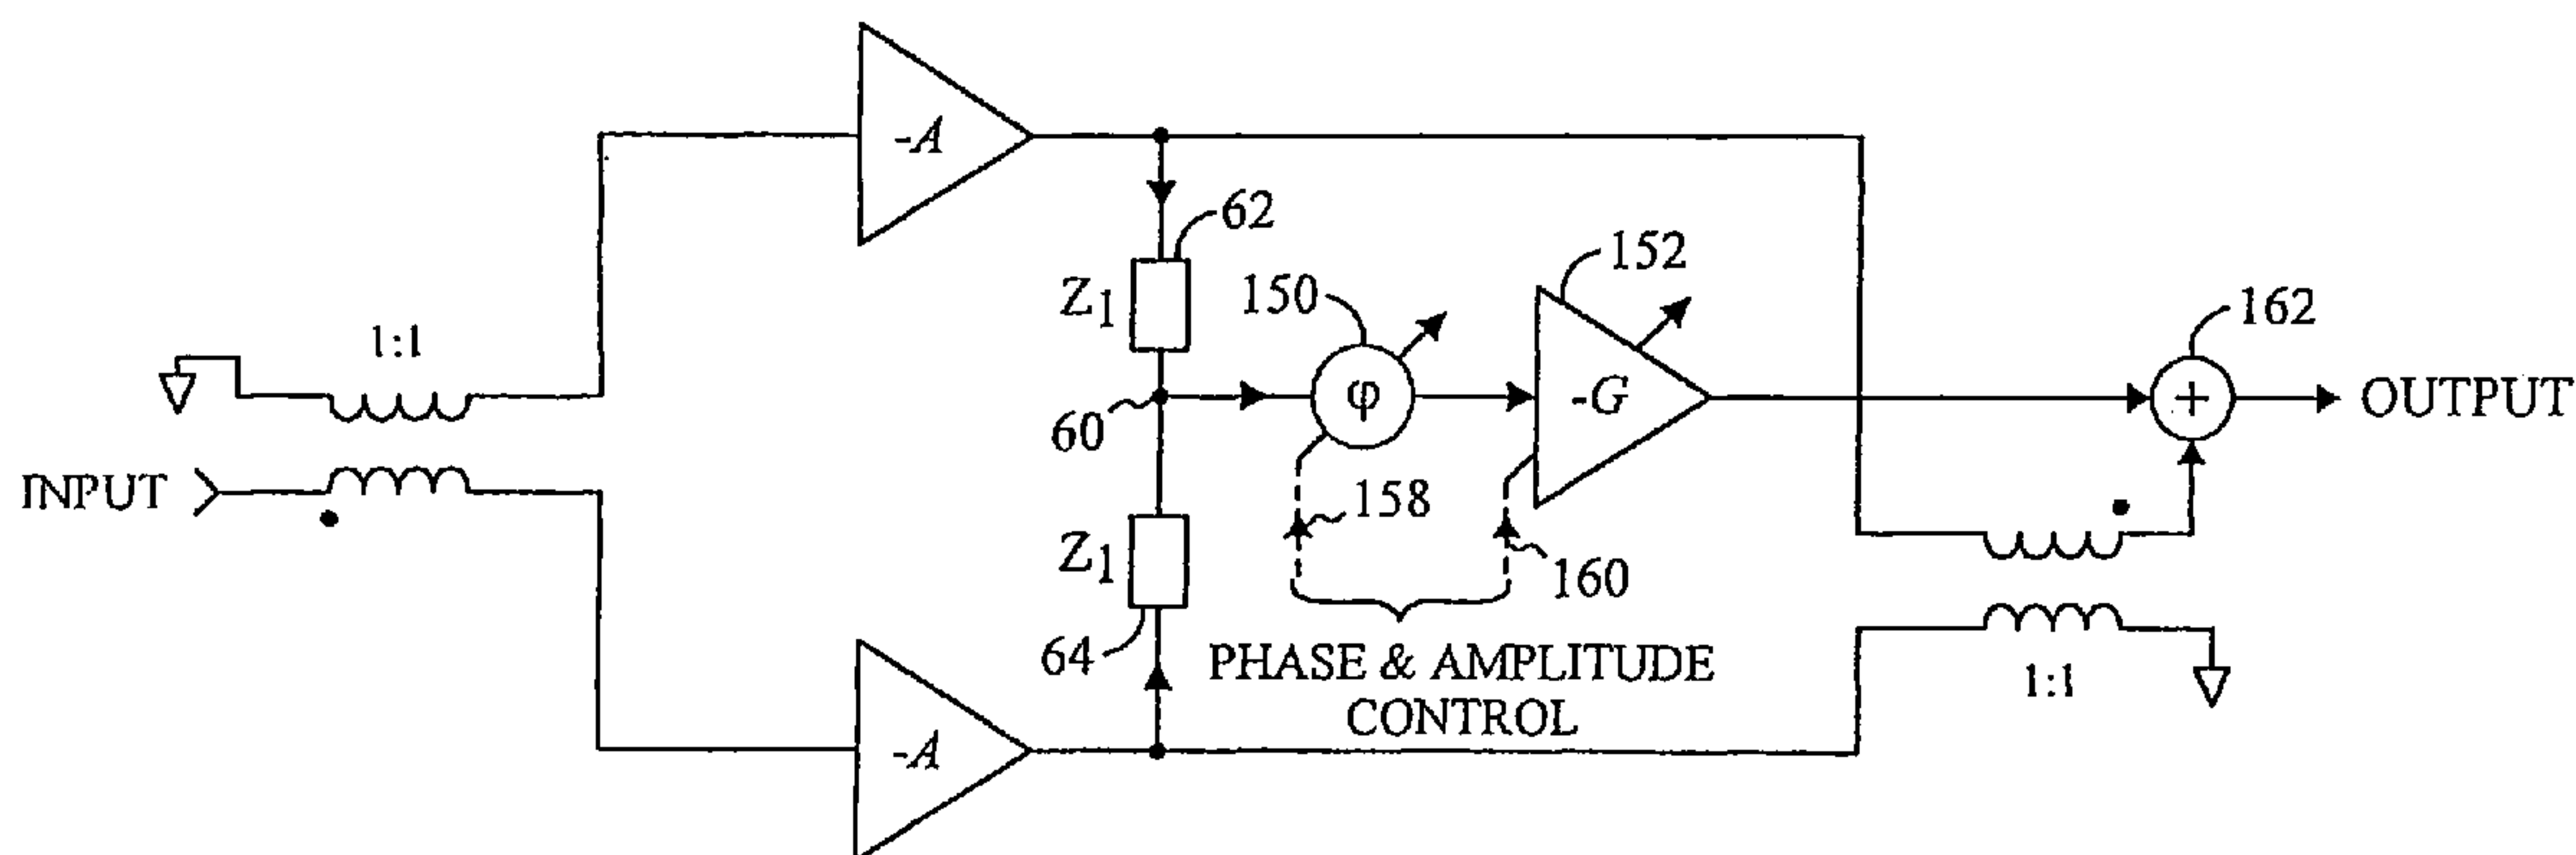 -A
62
Z1
150
152
162
1:1
φ
-G
+
OUTPUT
60
INPUT
158
160
Z1
64
PHASE & AMPLITUDE
CONTROL
1:1
-A